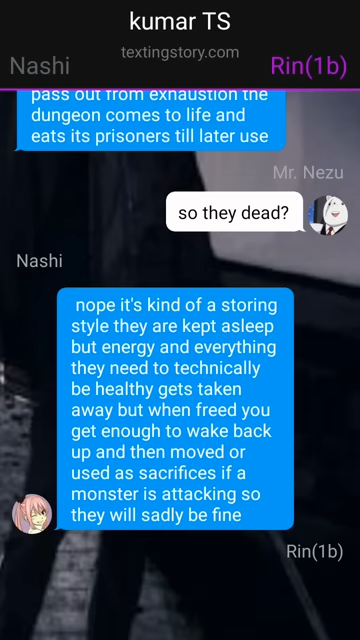 kumar TS
textingstory.com
Nashi
Rin(1b)
pass out from exhaustion the
dungeon comes to life and
eats its prisoners till later use
Mr. Nezu
so they dead?
Nashi
nope it's kind of a storing
style they are kept asleep
but energy and everything
they need to technically
be healthy gets taken
away but when freed you
get enough to wake back
up and then moved or
used as sacrifices if a
monster is attacking so
they will sadly be fine
Rin(1b)